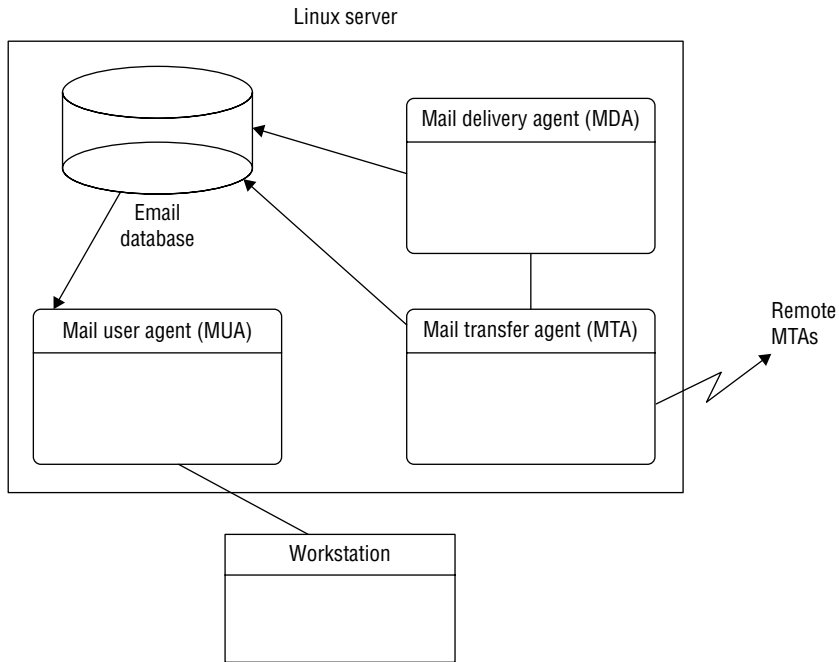 Linux server
Mail delivery agent (MDA)
Email
database
Mail user agent (MUA)
Mail transfer agent (MTA)
Remote
MTAs
Workstation